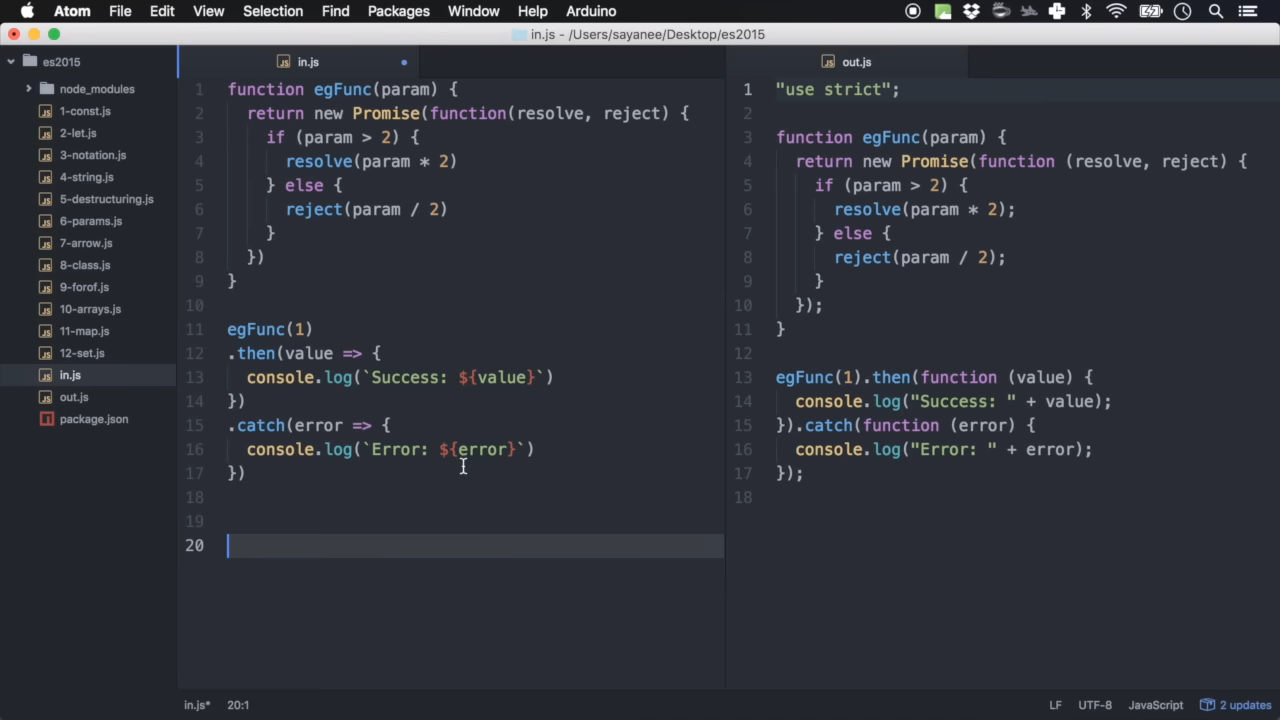 Atom File Edit View Selection Find Packages Window Help Arduino
in.js - /Users/sayanee/Desktop/es2015
es2015
node_modules
1-const.js
2-let.js
3-notation.js
4-string.js
5-destructuring.js
6-params.js
7-arrow.js
8-class.js
9-forof.js
10-arrays.js
11-map.js
12-set.js
in.js
out.js
package.json
in.js
1 function egFunc(param) {
2   return new Promise(function(resolve, reject) {
3     if (param > 2) {
4       resolve(param * 2)
5     } else {
6       reject(param / 2)
7     }
8   })
9 }
10
11 egFunc(1)
12 .then(value => {
13   console.log(`Success: ${value}`)
14 })
15 .catch(error => {
16   console.log(`Error: ${error}`)
17 })
18
19
20
out.js
1 "use strict";
2
3 function egFunc(param) {
4   return new Promise(function (resolve, reject) {
5     if (param > 2) {
6       resolve(param * 2);
7     } else {
8       reject(param / 2);
9     }
10   });
11 }
12
13 egFunc(1).then(function (value) {
14   console.log("Success: " + value);
15 }).catch(function (error) {
16   console.log("Error: " + error);
17 });
18
in.js* 20:1 LF UTF-8 JavaScript 2 updates